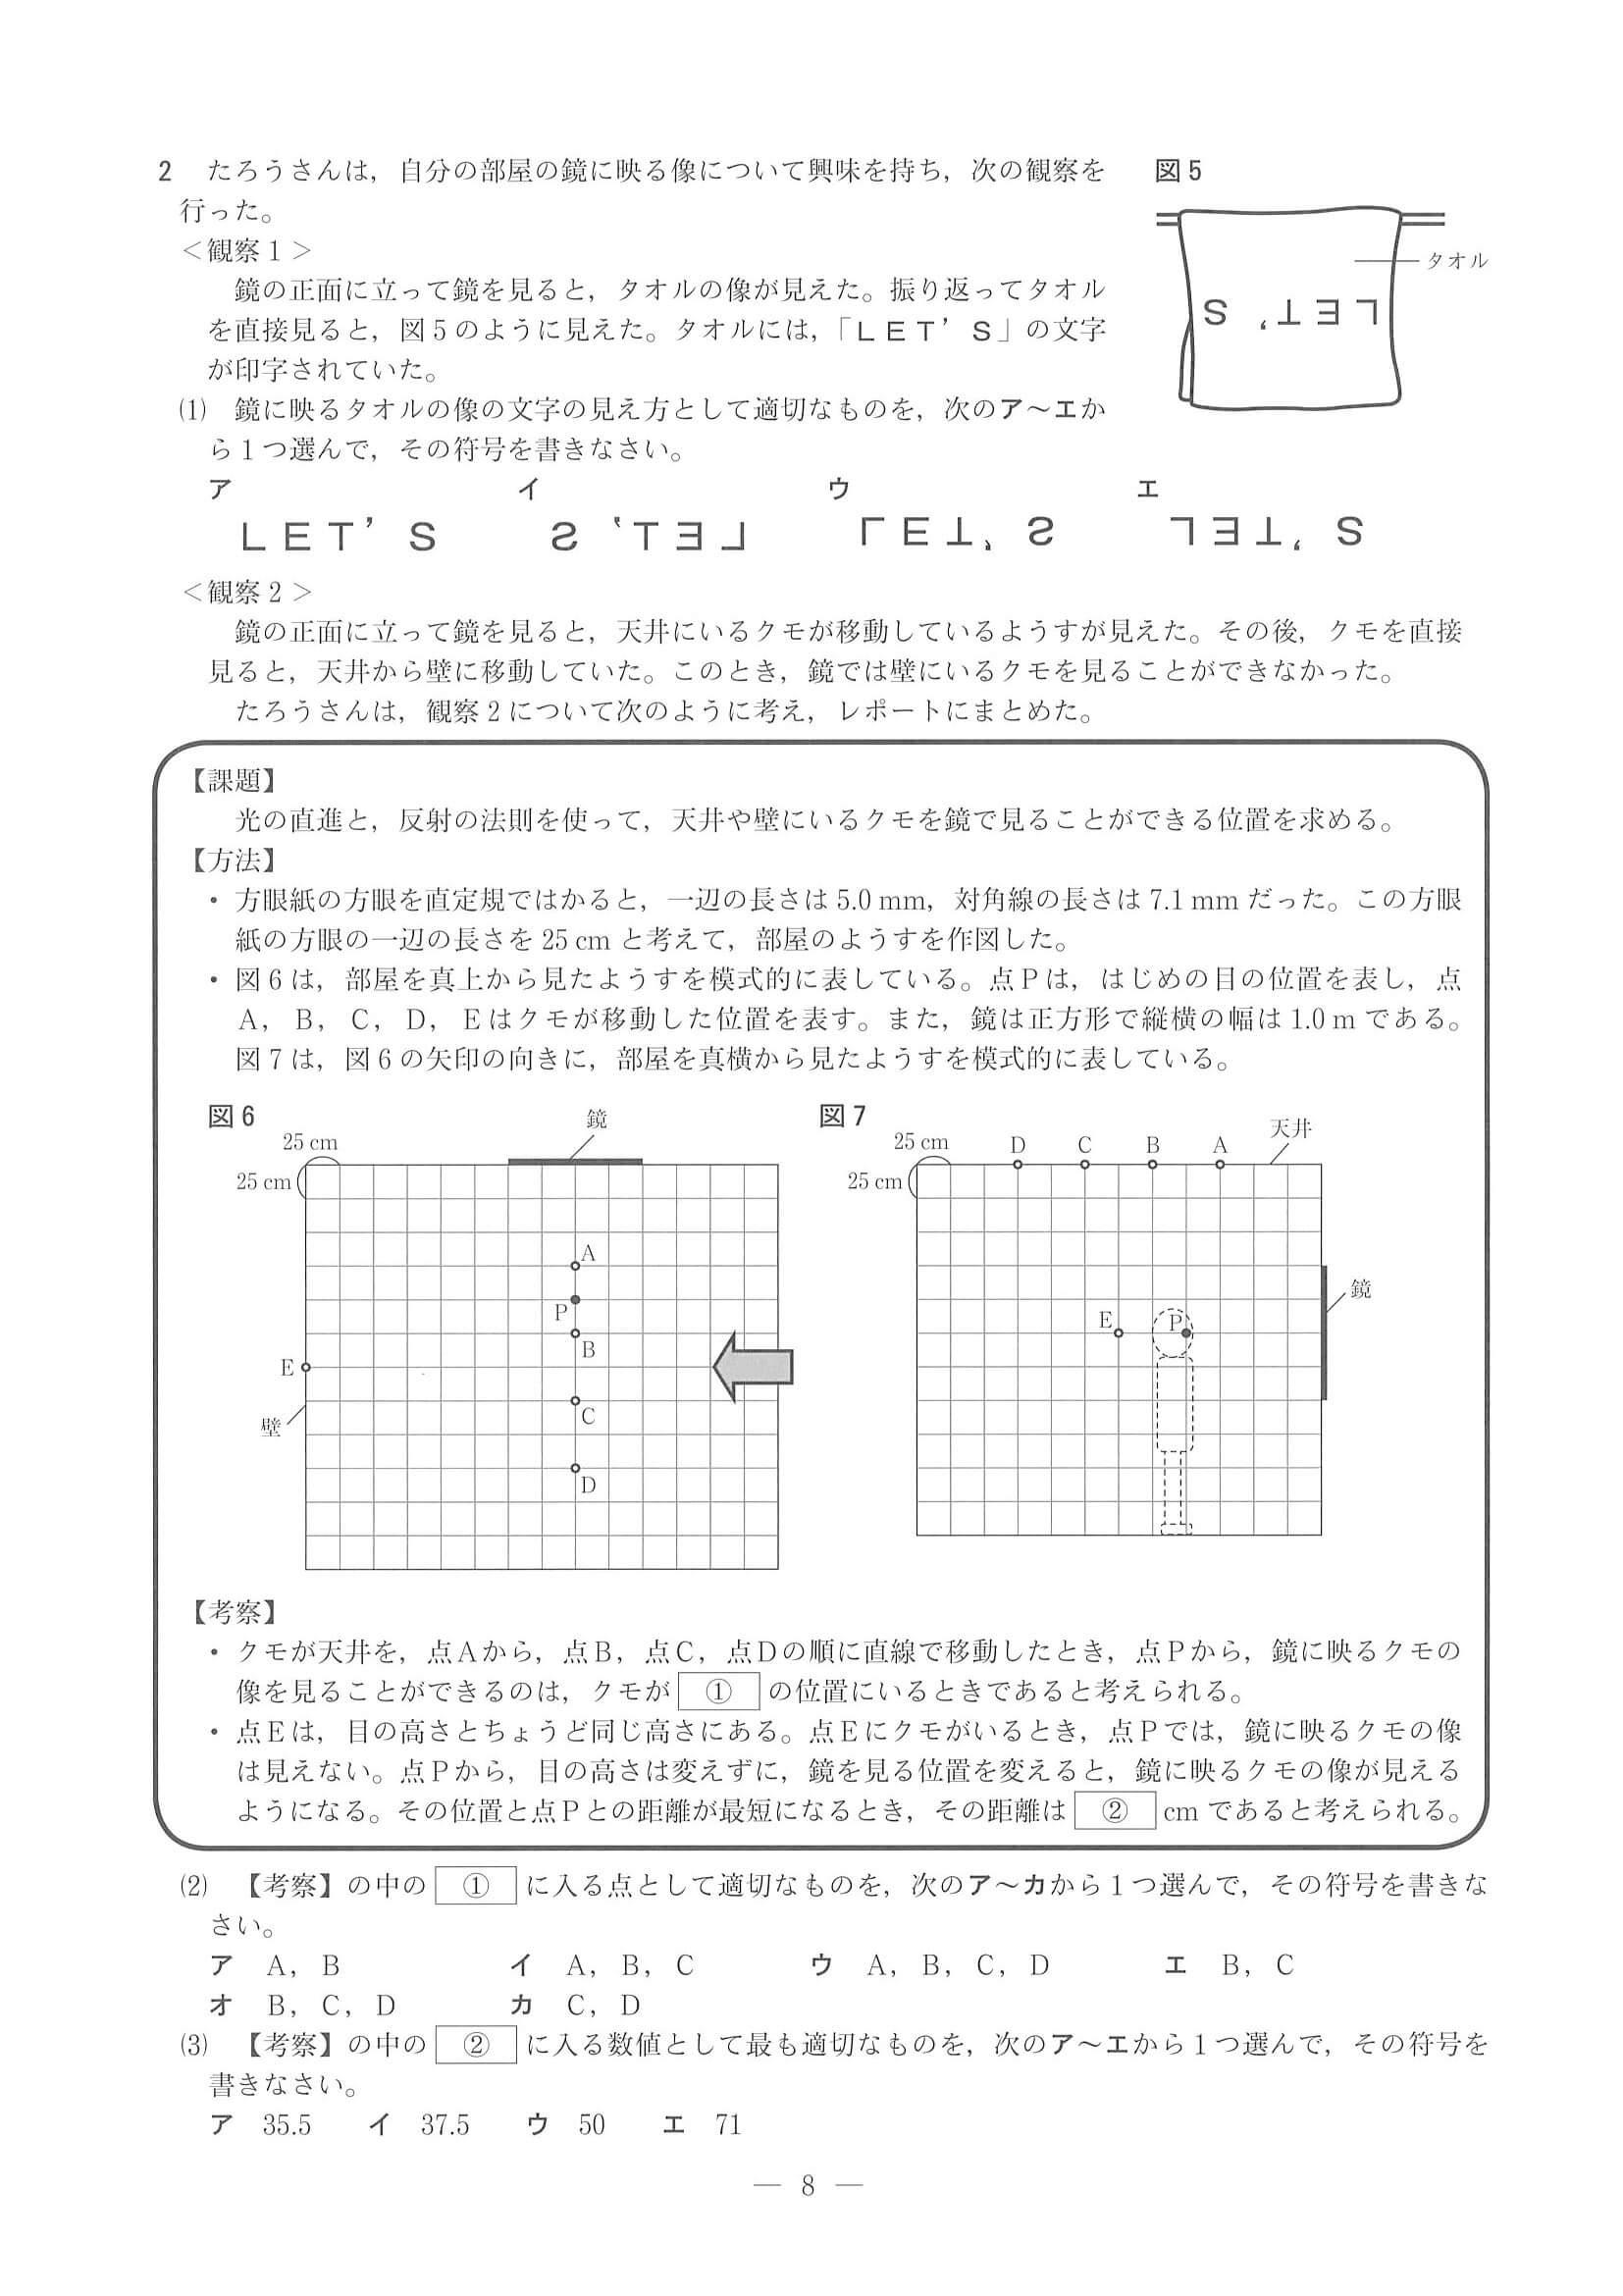 2 たろうさんは，自分の部屋の鏡に映る像について興味を持ち，次の観察を
行った。
＜観察１＞
鏡の正面に立って鏡を見ると，タオルの像が見えた。振り返ってタオル
を直接見ると，図５のように見えた。タオルには，「ＬＥＴ’Ｓ」の文字
が印字されていた。
図５
タオル
LET'S
⑴ 鏡に映るタオルの像の文字の見え方として適切なものを，次のア～エか
ら１つ選んで，その符号を書きなさい。
ア イ ウ エ
LET'S LET'S LET'S LET'S
＜観察２＞
鏡の正面に立って鏡を見ると，天井にいるクモが移動しているようすが見えた。その後，クモを直接
見ると，天井から壁に移動していた。このとき，鏡では壁にいるクモを見ることができなかった。
たろうさんは，観察２について次のように考え，レポートにまとめた。
【課題】
光の直進と，反射の法則を使って，天井や壁にいるクモを鏡で見ることができる位置を求める。
【方法】
・ 方眼紙の方眼を直定規ではかると，一辺の長さは 5.0 mm，対角線の長さは 7.1 mm だった。この方眼
紙の方眼の一辺の長さを 25 cm と考えて，部屋のようすを作図した。
・ 図６は，部屋を真上から見たようすを模式的に表している。点Ｐは，はじめの目の位置を表し，点
Ａ，Ｂ，Ｃ，Ｄ，Ｅはクモが移動した位置を表す。また，鏡は正方形で縦横の幅は 1.0 m である。
図７は，図６の矢印の向きに，部屋を真横から見たようすを模式的に表している。
図６
25 cm
25 cm
鏡
A
P
B
E
C
壁
D
図７
25 cm
25 cm
D C B A
天井
鏡
E
P
【考察】
・ クモが天井を，点Ａから，点Ｂ，点Ｃ，点Ｄの順に直線で移動したとき，点Ｐから，鏡に映るクモの
像を見ることができるのは，クモが ① の位置にいるときであると考えられる。
・ 点Ｅは，目の高さとちょうど同じ高さにある。点Ｅにクモがいるとき，点Ｐでは，鏡に映るクモの像
は見えない。点Ｐから，目の高さは変えずに，鏡を見る位置を変えると，鏡に映るクモの像が見える
ようになる。その位置と点Ｐとの距離が最短になるとき，その距離は ② cm であると考えられる。
⑵ 【考察】の中の ① に入る点として適切なものを，次のア～カから１つ選んで，その符号を書きな
さい。
ア Ａ，Ｂ イ Ａ，Ｂ，Ｃ ウ Ａ，Ｂ，Ｃ，Ｄ エ Ｂ，Ｃ
オ Ｂ，Ｃ，Ｄ カ Ｃ，Ｄ
⑶ 【考察】の中の ② に入る数値として最も適切なものを，次のア～エから１つ選んで，その符号を
書きなさい。
ア 35.5 イ 37.5 ウ 50 エ 71
— 8 —